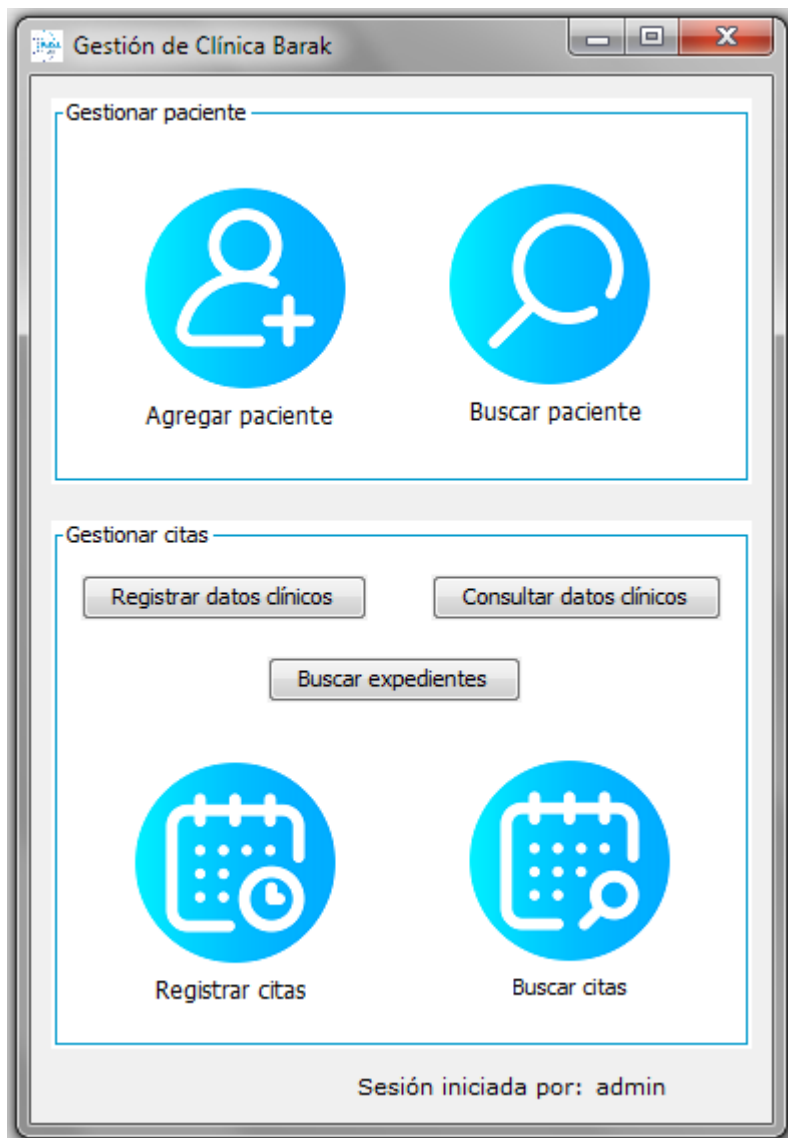 Gestión de Clínica Barak
Gestionar paciente
Agregar paciente
Buscar paciente
Gestionar citas
Registrar datos clínicos
Consultar datos clínicos
Buscar expedientes
Registrar citas
Buscar citas
Sesión iniciada por: admin